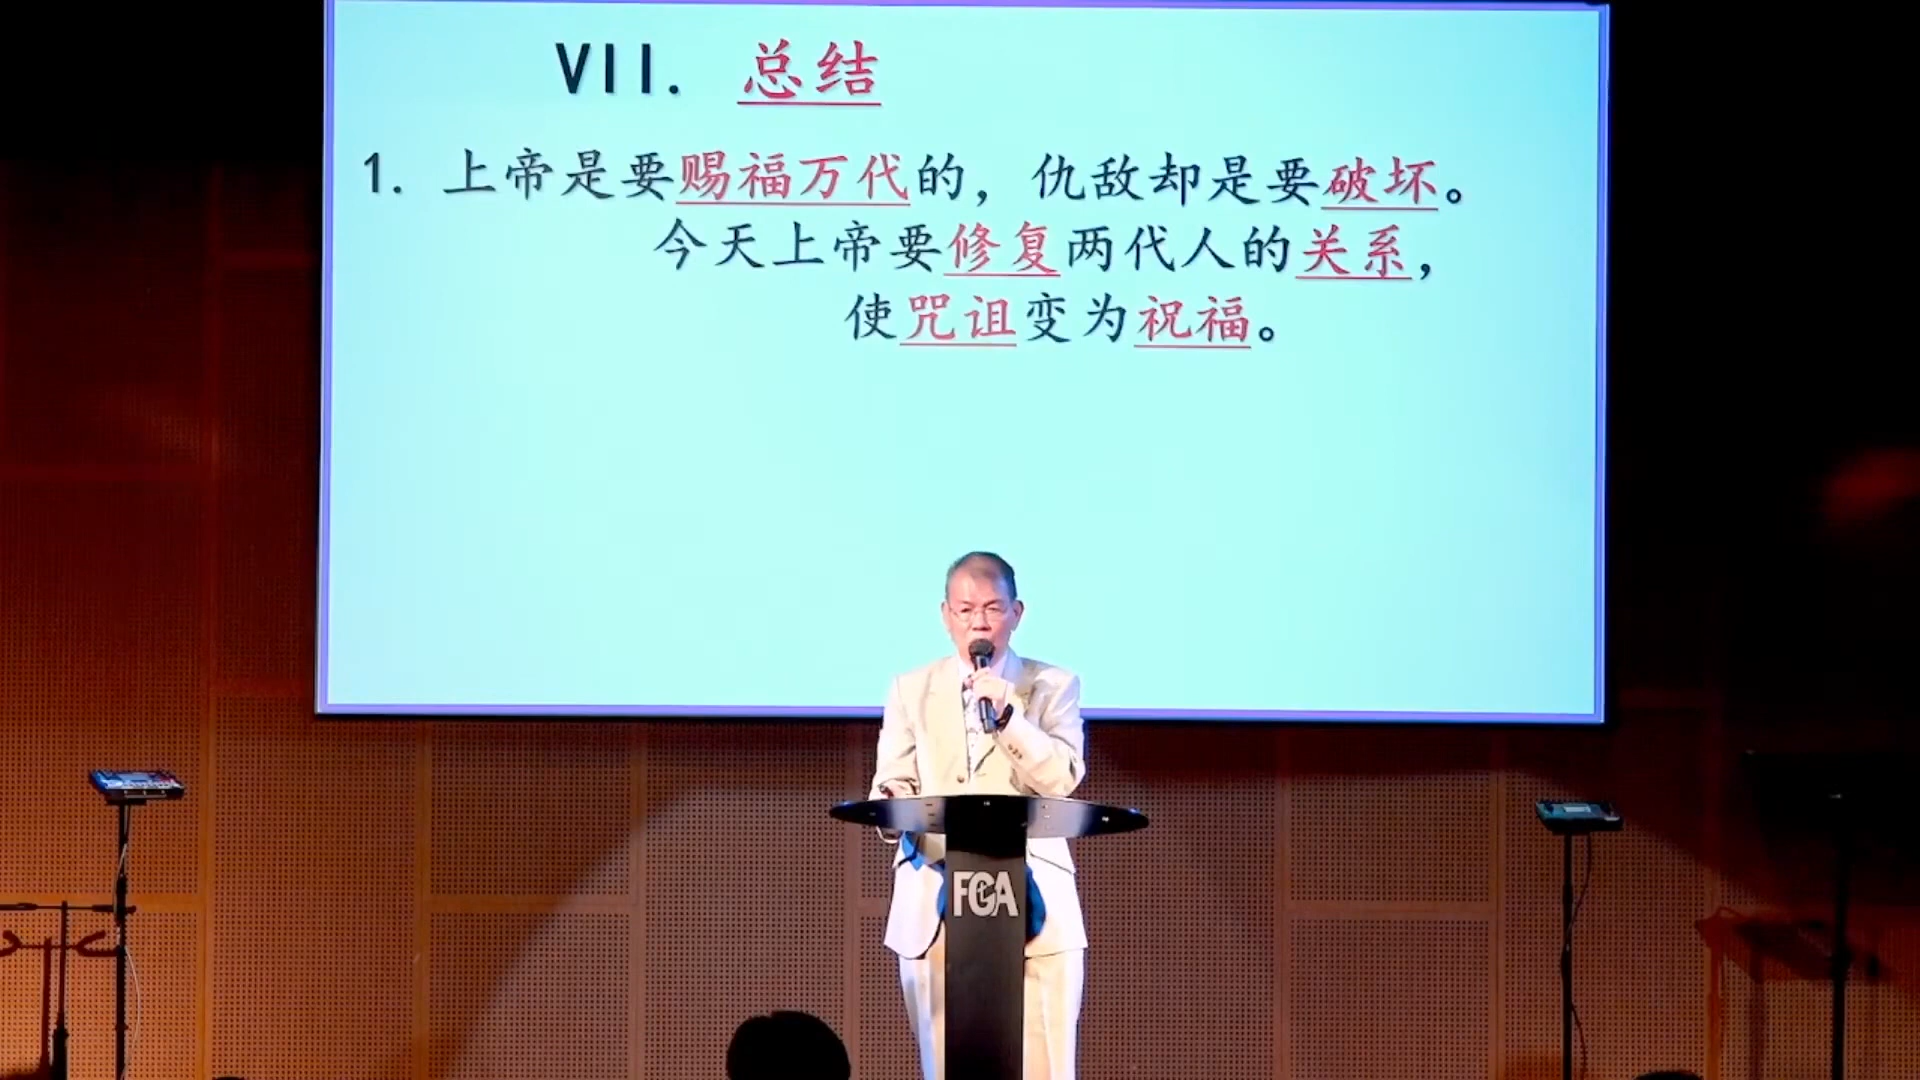 VII. 总结
1. 上帝是要赐福万代的，仇敌却是要破坏。
今天上帝要修复两代人的关系，
使咒诅变为祝福。
FGA